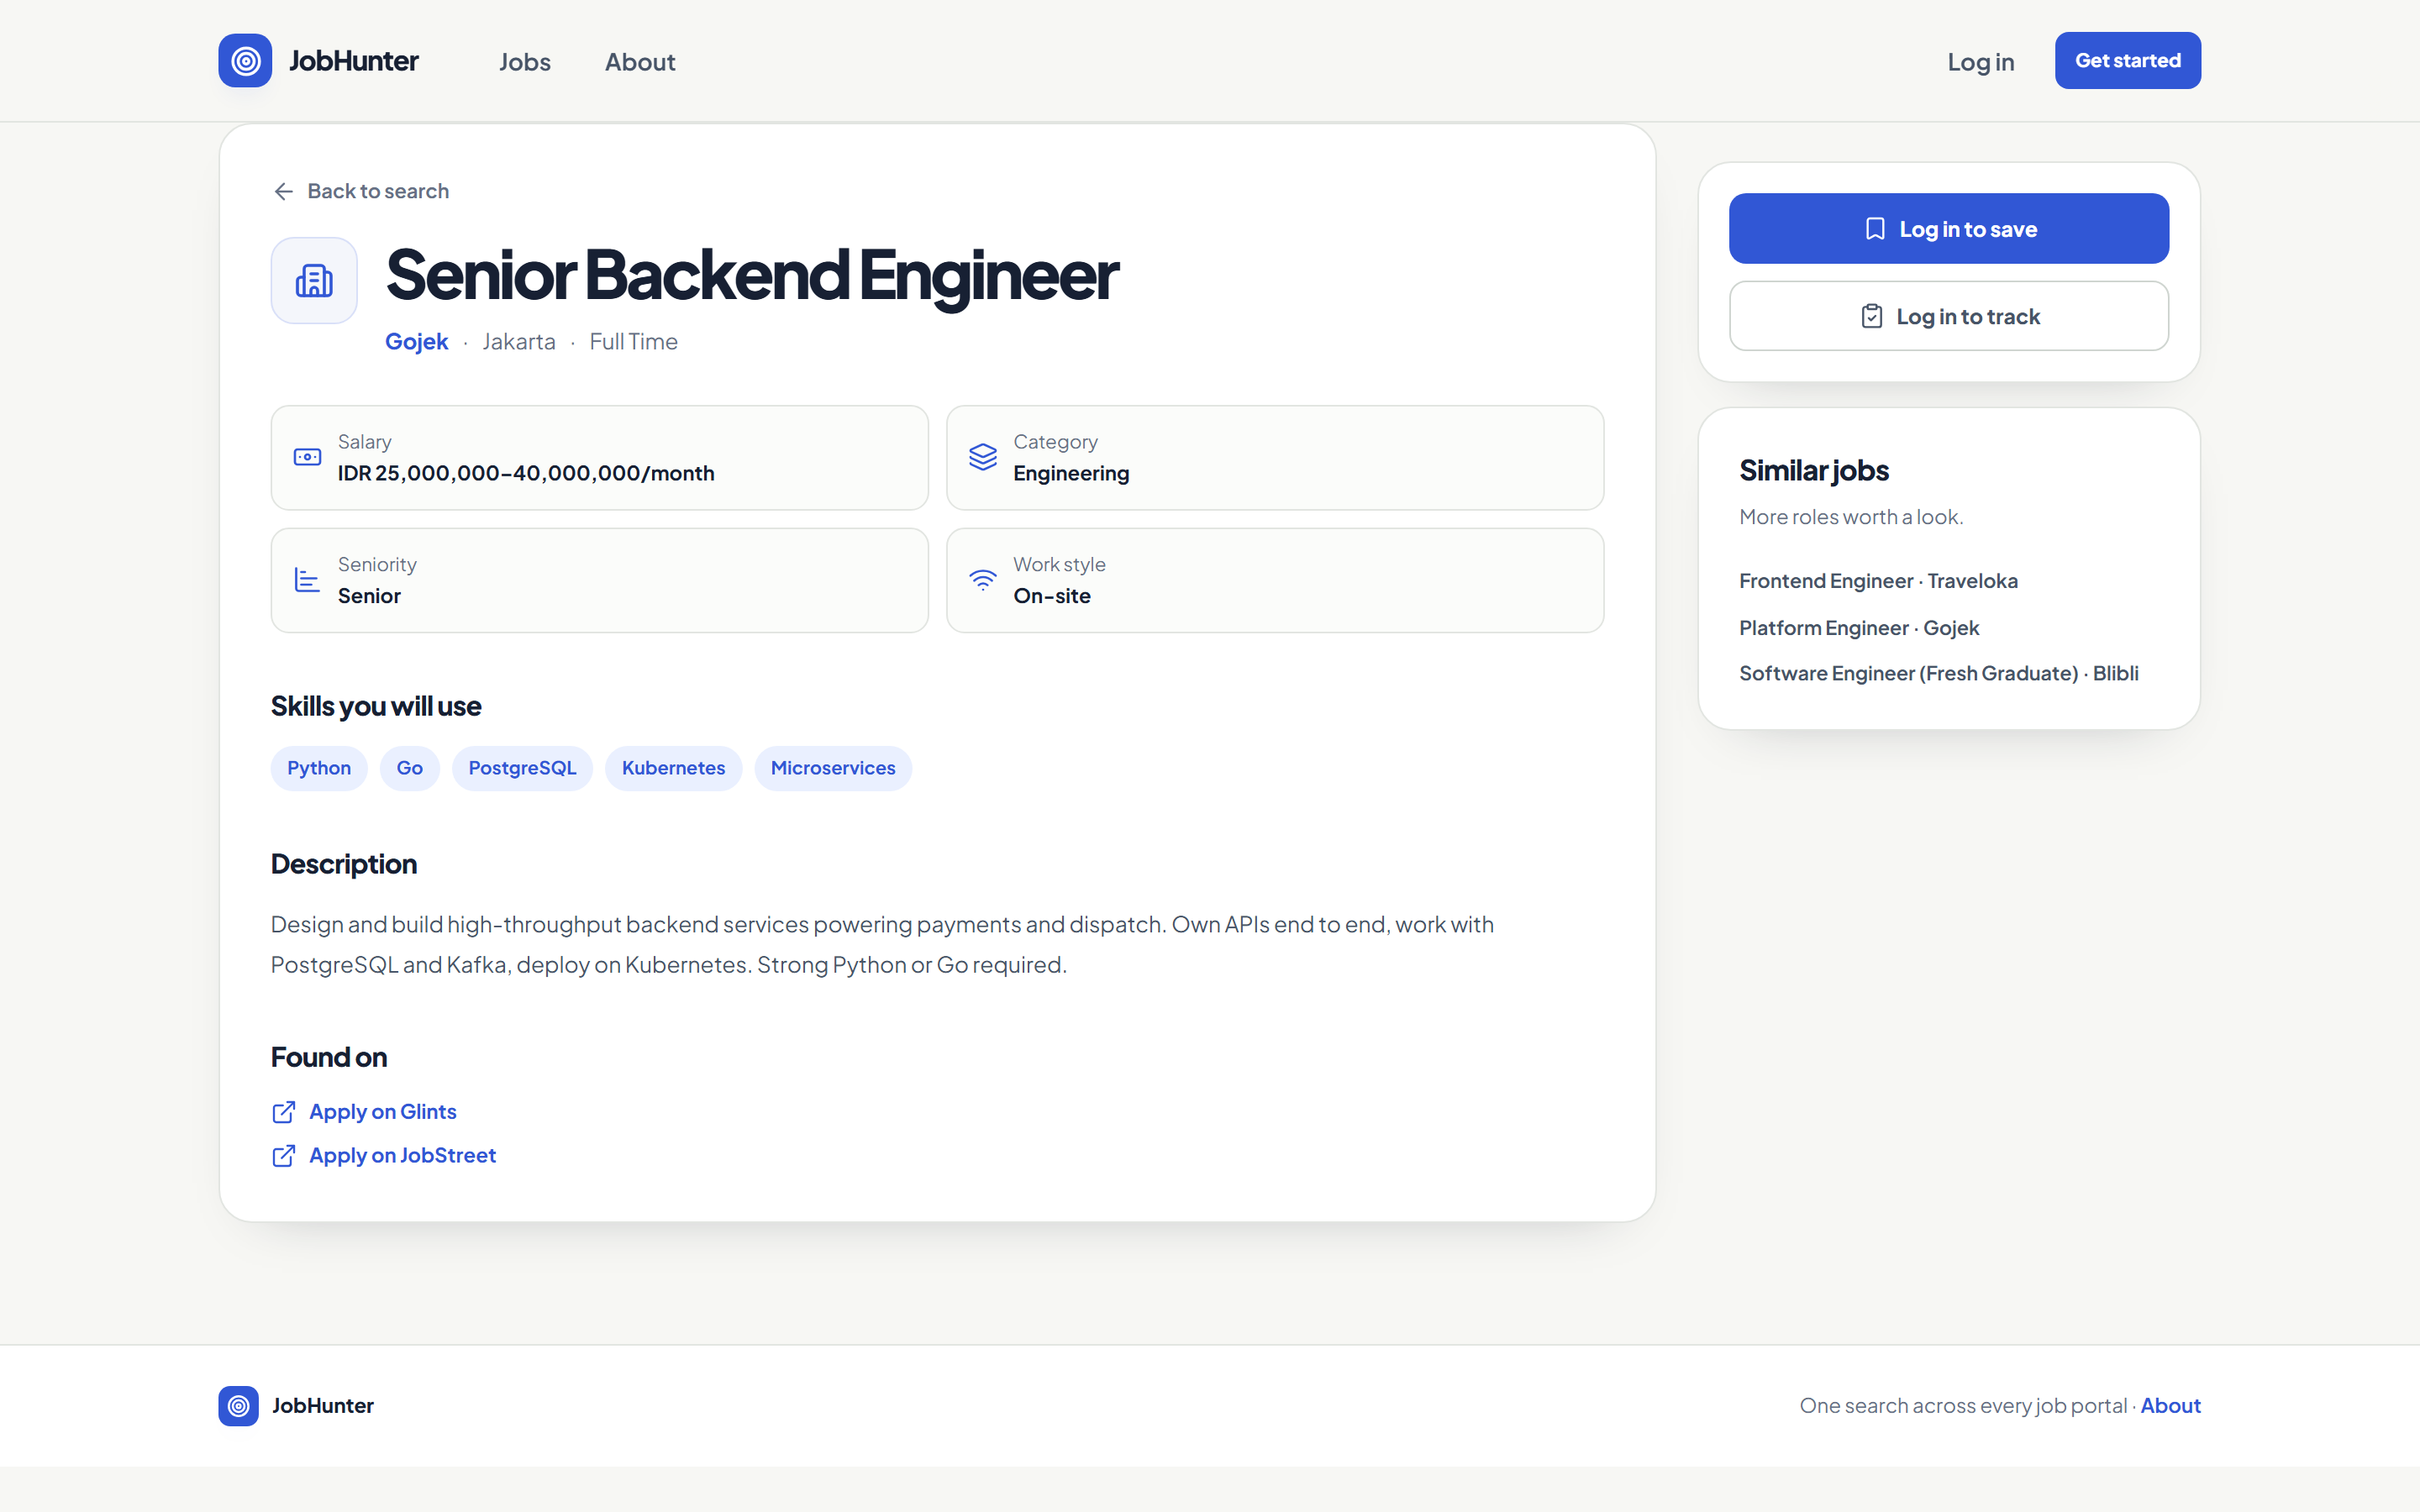 JobHunter
Jobs
About
Log in
Get started
Back to search
Senior Backend Engineer
Gojek · Jakarta · Full Time
Salary
IDR 25,000,000–40,000,000/month
Category
Engineering
Seniority
Senior
Work style
On-site
Skills you will use
Python
Go
PostgreSQL
Kubernetes
Microservices
Description
Design and build high-throughput backend services powering payments and dispatch. Own APIs end to end, work with
PostgreSQL and Kafka, deploy on Kubernetes. Strong Python or Go required.
Found on
Apply on Glints
Apply on JobStreet
Log in to save
Log in to track
Similar jobs
More roles worth a look.
Frontend Engineer · Traveloka
Platform Engineer · Gojek
Software Engineer (Fresh Graduate) · Blibli
JobHunter
One search across every job portal · About